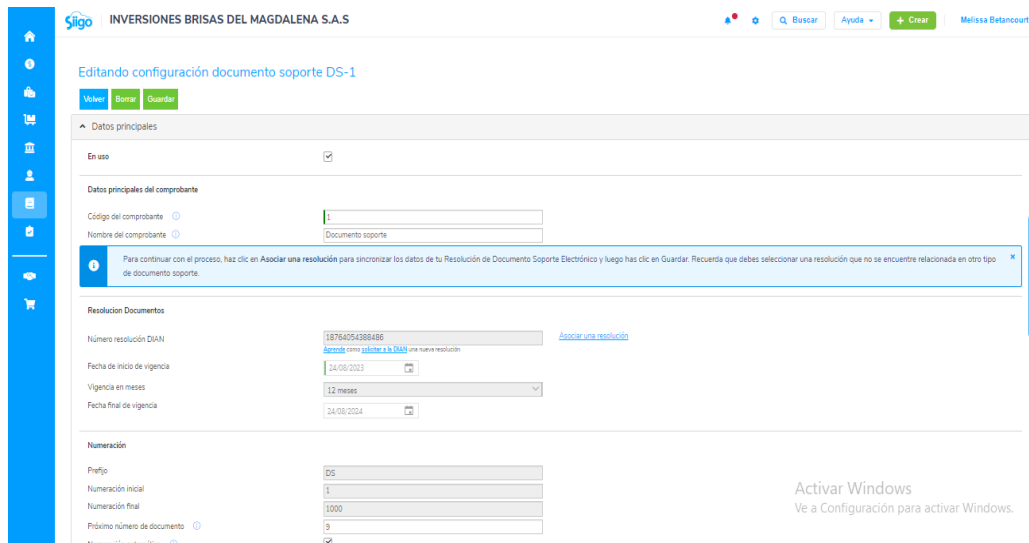 Siigo INVERSIONES BRISAS DEL MAGDALENA S.A.S Buscar Ayuda + Crear Melissa Betancourt
Editando configuración documento soporte DS-1
Volver Borrar Guardar
Datos principales
En uso
Datos principales del comprobante
Código del comprobante 1
Nombre del comprobante Documento soporte
Para continuar con el proceso, haz clic en Asociar una resolución para sincronizar los datos de tu Resolución de Documento Soporte Electrónico y luego has clic en Guardar. Recuerda que debes seleccionar una resolución que no se encuentre relacionada en otro tipo
de documento soporte.
Resolucion Documentos
Número resolución DIAN 18764054388486 Asociar una resolución
Aprende como solicitar a la DIAN una nueva resolución
Fecha de inicio de vigencia 24/08/2023
Vigencia en meses 12 meses
Fecha final de vigencia 24/08/2024
Numeración
Prefijo DS
Numeración inicial 1
Numeración final 1000
Próximo número de documento 9
Activar Windows
Ve a Configuración para activar Windows.